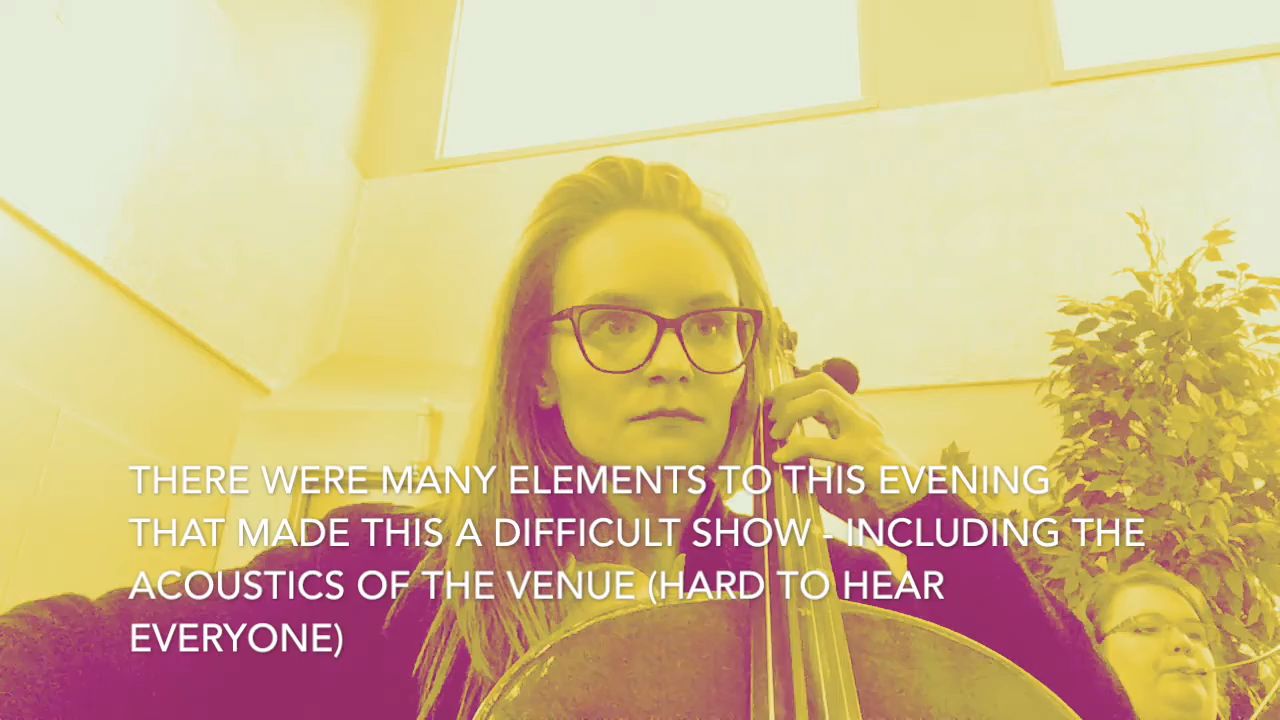 THERE WERE MANY ELEMENTS TO THIS EVENING
THAT MADE THIS A DIFFICULT SHOW - INCLUDING THE
ACOUSTICS OF THE VENUE (HARD TO HEAR
EVERYONE)